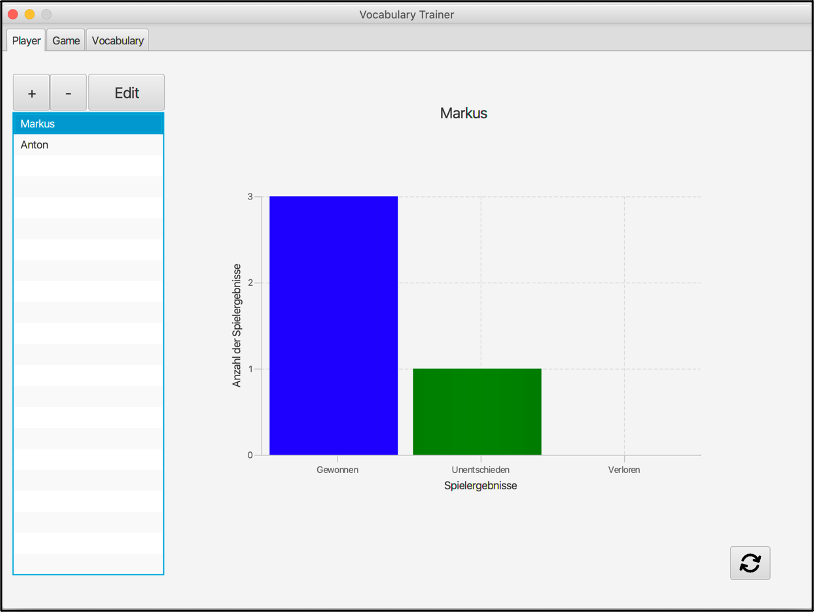 Vocabulary Trainer
Player Game Vocabulary
+ - Edit
Markus
Anton
Markus
Anzahl der Spielergebnisse
3
2
1
0
Gewonnen Unentschieden Verloren
Spielergebnisse